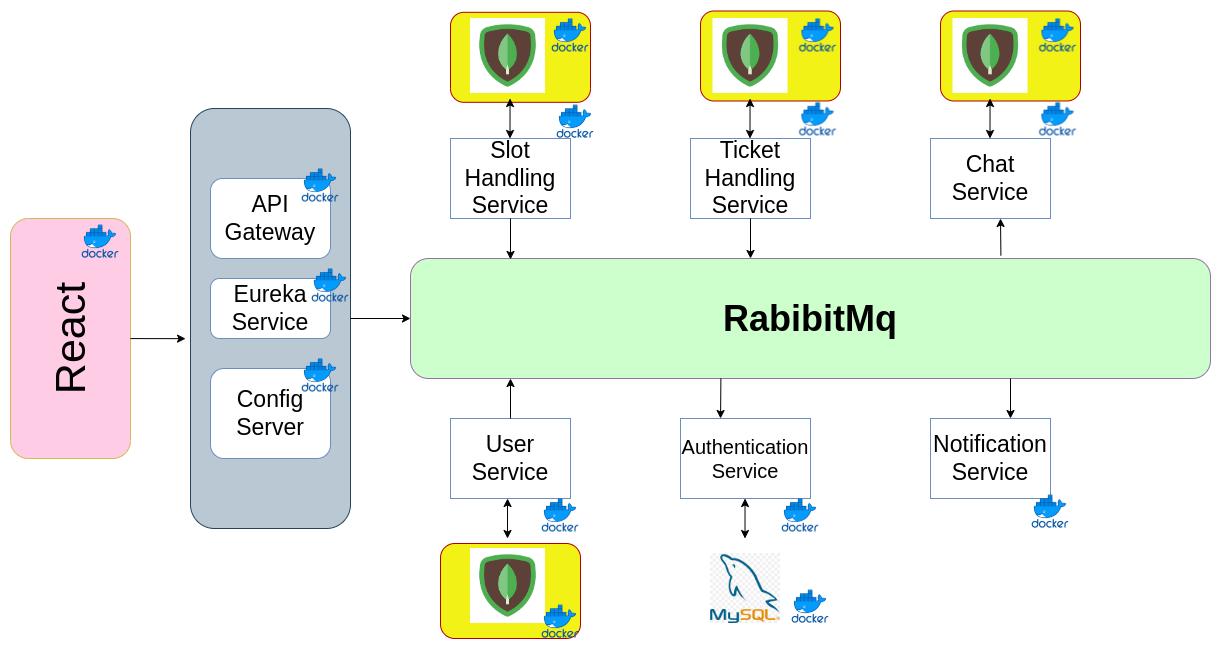 docker
docker
docker
docker
docker
docker
Slot
Handling
Service
Ticket
Handling
Service
Chat
Service
React
docker
API
Gateway
docker
Eureka
Service
docker
Config
Server
docker
RabibitMq
User
Service
docker
Authentication
Service
docker
Notification
Service
docker
docker
MySQL
docker